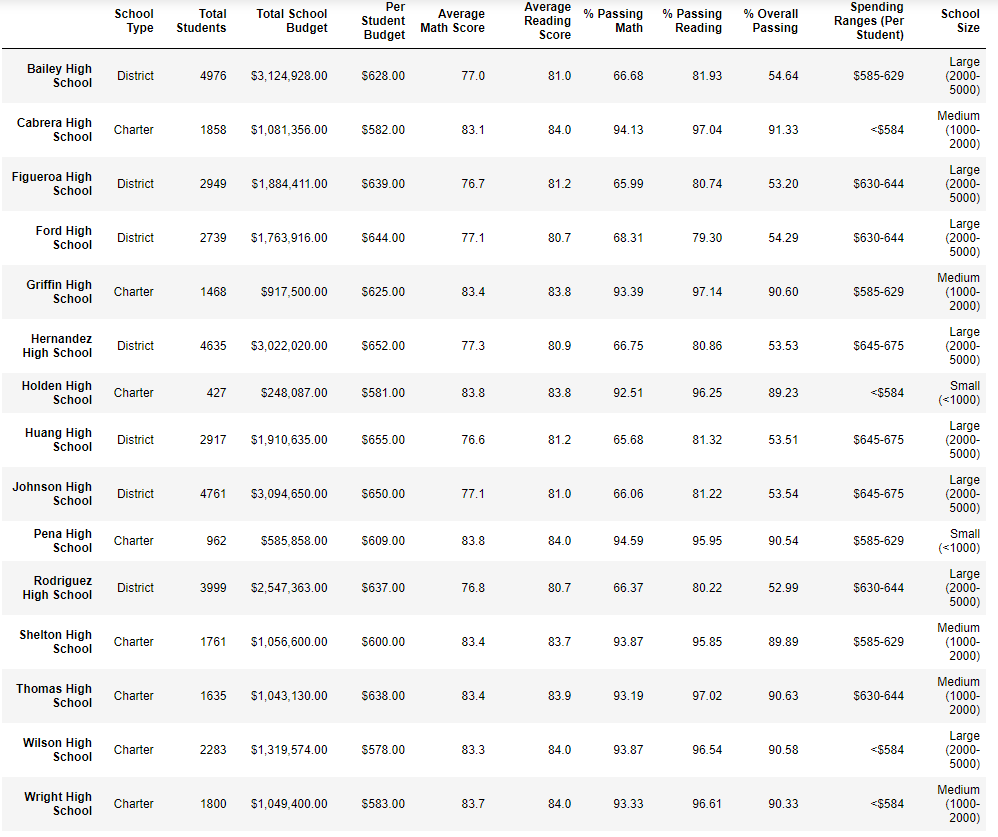 School Type Total Students Total School Budget Per Student Budget Average Math Score Average Reading Score % Passing Math % Passing Reading % Overall Passing Spending Ranges (Per Student) School Size
Bailey High School District 4976 $3,124,928.00 $628.00 77.0 81.0 66.68 81.93 54.64 $585-629 Large (2000-5000)
Cabrera High School Charter 1858 $1,081,356.00 $582.00 83.1 84.0 94.13 97.04 91.33 <$584 Medium (1000-2000)
Figueroa High School District 2949 $1,884,411.00 $639.00 76.7 81.2 65.99 80.74 53.20 $630-644 Large (2000-5000)
Ford High School District 2739 $1,763,916.00 $644.00 77.1 80.7 68.31 79.30 54.29 $630-644 Large (2000-5000)
Griffin High School Charter 1468 $917,500.00 $625.00 83.4 83.8 93.39 97.14 90.60 $585-629 Medium (1000-2000)
Hernandez High School District 4635 $3,022,020.00 $652.00 77.3 80.9 66.75 80.86 53.53 $645-675 Large (2000-5000)
Holden High School Charter 427 $248,087.00 $581.00 83.8 83.8 92.51 96.25 89.23 <$584 Small (<1000)
Huang High School District 2917 $1,910,635.00 $655.00 76.6 81.2 65.68 81.32 53.51 $645-675 Large (2000-5000)
Johnson High School District 4761 $3,094,650.00 $650.00 77.1 81.0 66.06 81.22 53.54 $645-675 Large (2000-5000)
Pena High School Charter 962 $585,858.00 $609.00 83.8 84.0 94.59 95.95 90.54 $585-629 Small (<1000)
Rodriguez High School District 3999 $2,547,363.00 $637.00 76.8 80.7 66.37 80.22 52.99 $630-644 Large (2000-5000)
Shelton High School Charter 1761 $1,056,600.00 $600.00 83.4 83.7 93.87 95.85 89.89 $585-629 Medium (1000-2000)
Thomas High School Charter 1635 $1,043,130.00 $638.00 83.4 83.9 93.19 97.02 90.63 $630-644 Medium (1000-2000)
Wilson High School Charter 2283 $1,319,574.00 $578.00 83.3 84.0 93.87 96.54 90.58 <$584 Large (2000-5000)
Wright High School Charter 1800 $1,049,400.00 $583.00 83.7 84.0 93.33 96.61 90.33 <$584 Medium (1000-2000)